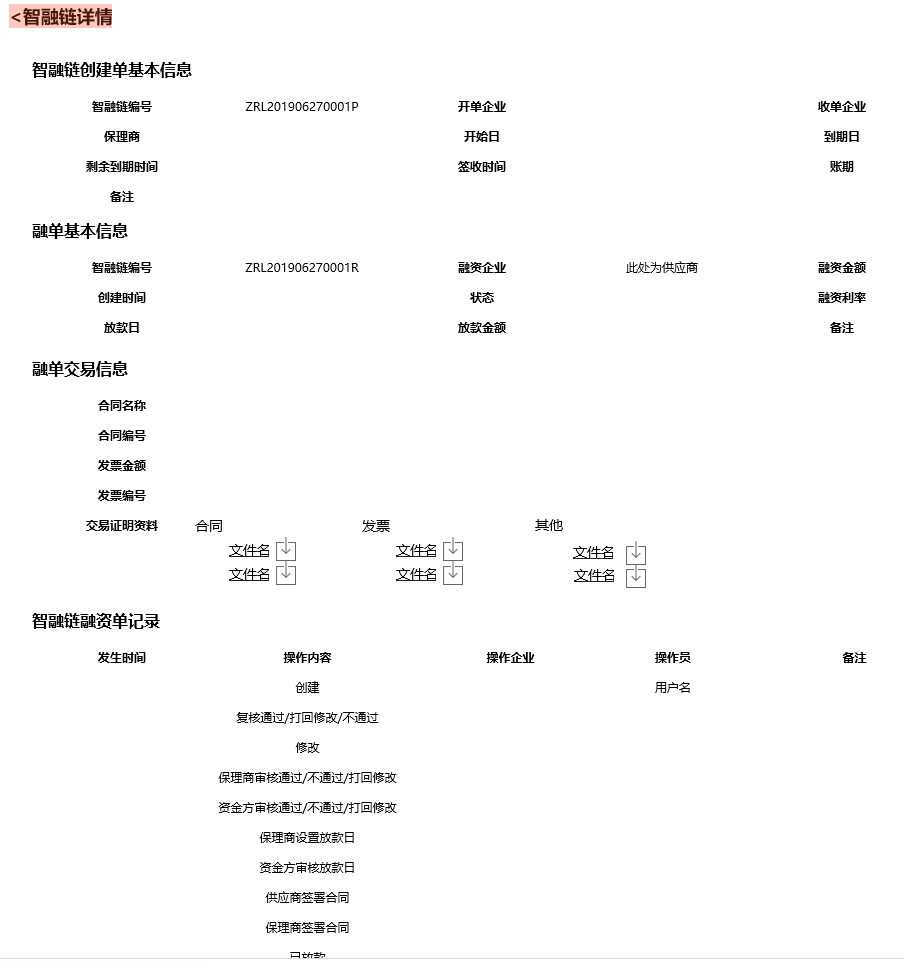 <智融链详情
智融链创建单基本信息
智融链编号 ZRL201906270001P 开单企业 收单企业
保理商 开始日 到期日
剩余到期时间 签收时间 账期
备注
融单基本信息
智融链编号 ZRL201906270001R 融资企业 此处为供应商 融资金额
创建时间 状态 融资利率
放款日 放款金额 备注
融单交易信息
合同名称
合同编号
发票金额
发票编号
交易证明资料 合同 发票 其他
文件名 文件名 文件名
文件名 文件名 文件名
智融链融资单记录
发生时间 操作内容 操作企业 操作员 备注
创建 用户名
复核通过/打回修改/不通过
修改
保理商审核通过/不通过/打回修改
资金方审核通过/不通过/打回修改
保理商设置放款日
资金方审核放款日
供应商签署合同
保理商签署合同
已放款